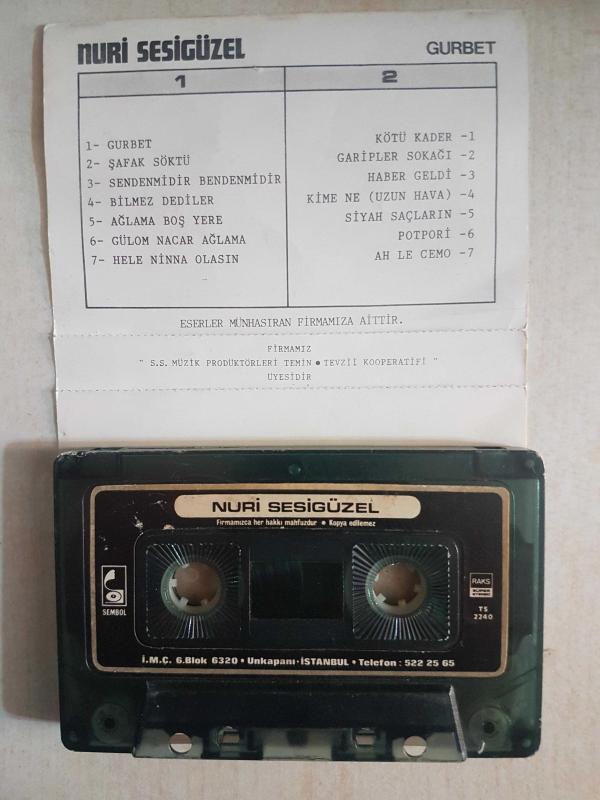 NURİ SESİGÜZEL
GURBET
1
2
1- GURBET
2- ŞAFAK SÖKTÜ
3- SENDENMİDİR BENDENMİDİR
4- BİLMEZ DEDİLER
5- AĞLAMA BOŞ YERE
6- GÜLOM NACAR AĞLAMA
7- HELE NINNA OLASIN
KÖTÜ KADER -1
GARİPLER SOKAĞI -2
HABER GELDİ -3
KİME NE (UZUN HAVA) -4
SİYAH SAÇLARIN -5
POTPORİ -6
AH LE CEMO -7
ESERLER MÜNHASIRAN FİRMAMIZA AİTTİR.
FİRMAMIZ
" S.S. MÜZİK PRODÜKTÖRLERİ TEMİN • TEVZİİ KOOPERATİFİ "
ÜYESİDİR
NURİ SESİGÜZEL
Firmamızca her hakkı mahfuzdur • Kopya edilemez
SEMBOL
RAKS
SUPER
STEREO
TS
2240
İ.M.Ç. 6.Blok 6320 • Unkapanı-İSTANBUL • Telefon : 522 25 65